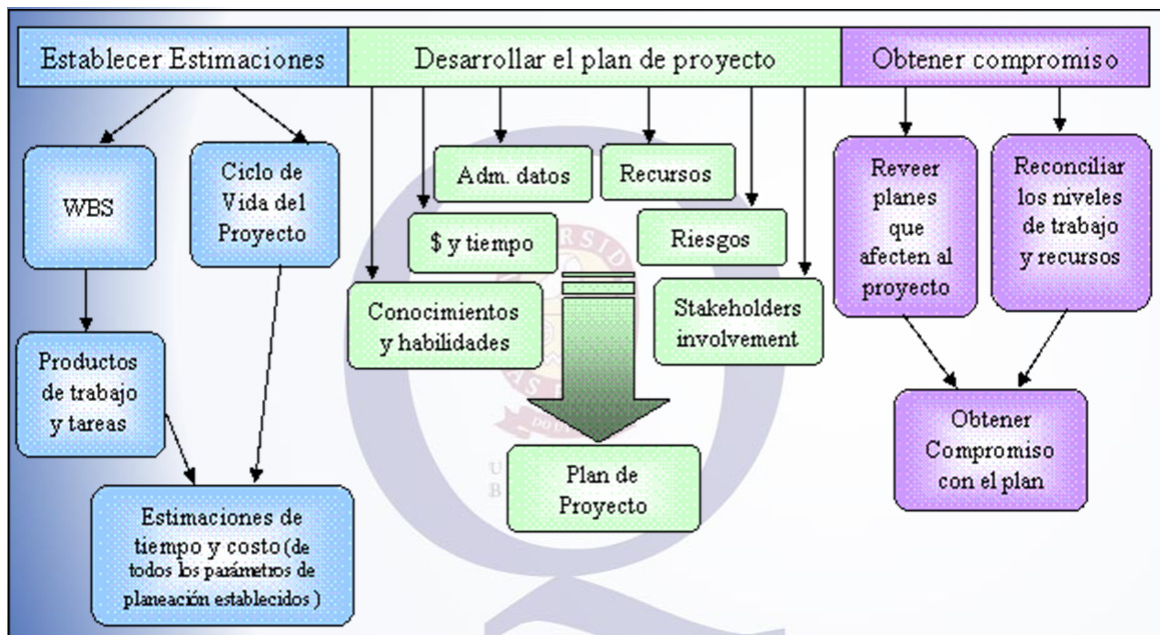 Establecer Estimaciones
Desarrollar el plan de proyecto
Obtener compromiso
WBS
Ciclo de
Vida del
Proyecto
Productos
de trabajo
y tareas
Estimaciones de
tiempo y costo (de
todos los parámetros de
planeación establecidos )
Adm. datos
Recursos
$ y tiempo
Riesgos
Conocimientos
y habilidades
Stakeholders
involvement
Plan de
Proyecto
Reveer
planes
que
afecten al
proyecto
Reconciliar
los niveles
de trabajo
y recursos
Obtener
Compromiso
con el plan